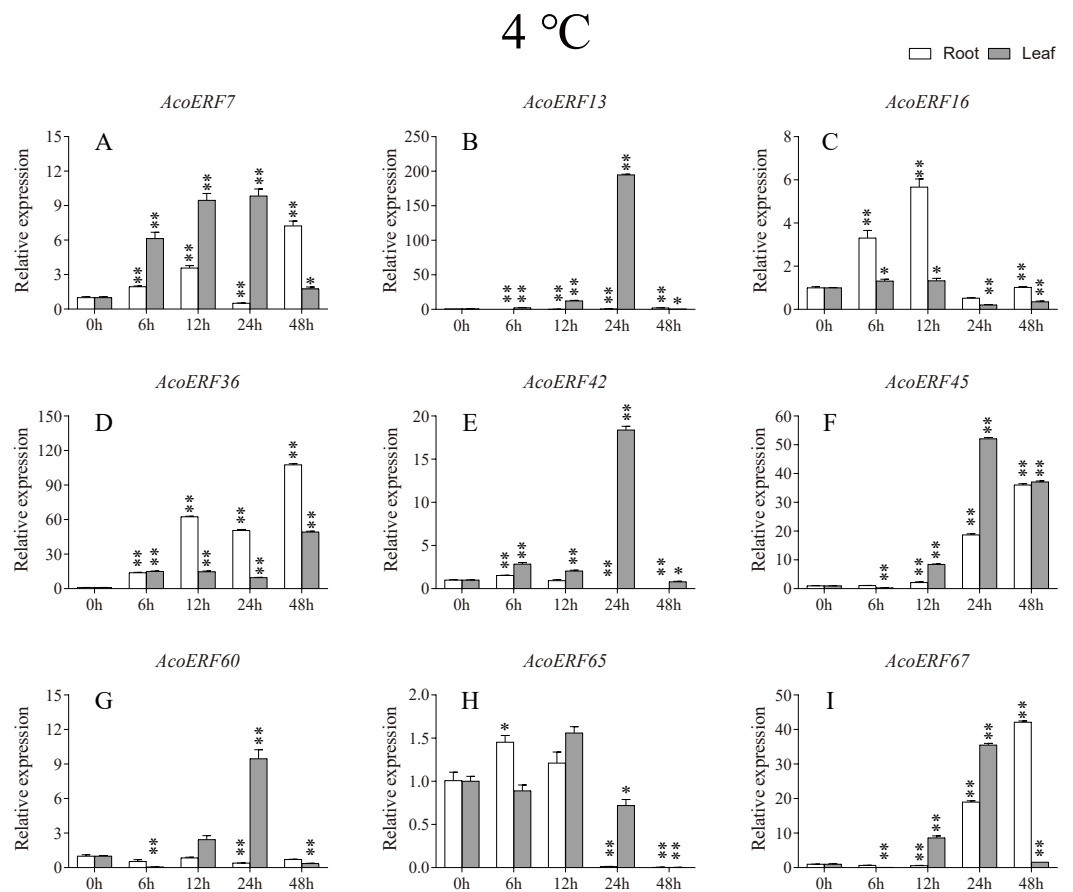 4 °C
Root Leaf
AcoERF7 AcoERF13 AcoERF16
A
Relative expression
15
12
9
6
3
0
** ** ** ** ** ** ** *
0h 6h 12h 24h 48h
B
Relative expression
250
200
150
100
50
0
** ** ** ** ** ** ** *
0h 6h 12h 24h 48h
C
Relative expression
8
6
4
2
0
** * ** * ** ** **
0h 6h 12h 24h 48h
AcoERF36 AcoERF42 AcoERF45
D
Relative expression
150
120
90
60
30
0
** ** ** ** ** ** ** **
0h 6h 12h 24h 48h
E
Relative expression
20
15
10
5
0
** ** ** ** ** ** *
0h 6h 12h 24h 48h
F
Relative expression
60
50
40
30
20
10
0
** ** ** ** ** ** **
0h 6h 12h 24h 48h
AcoERF60 AcoERF65 AcoERF67
G
Relative expression
15
12
9
6
3
0
** ** ** **
0h 6h 12h 24h 48h
H
Relative expression
2.0
1.5
1.0
0.5
0.0
* ** * ** **
0h 6h 12h 24h 48h
I
Relative expression
50
40
30
20
10
0
** ** ** ** ** ** **
0h 6h 12h 24h 48h